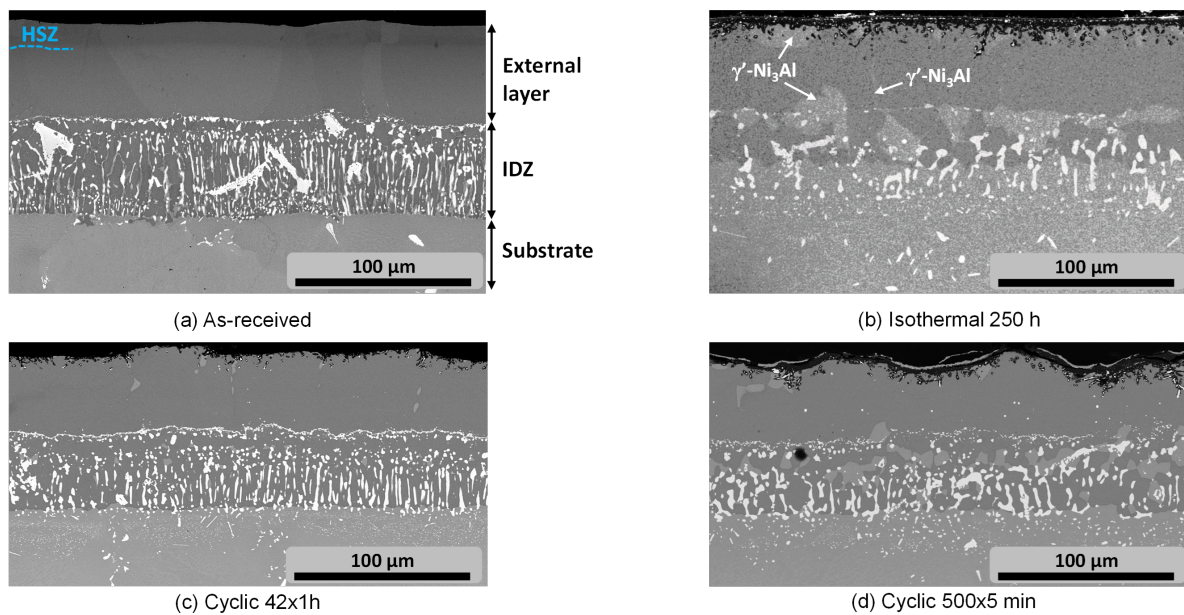 HSZ
External
layer
IDZ
Substrate
100 µm
(a) As-received
γ’-Ni₃Al
γ’-Ni₃Al
100 µm
(b) Isothermal 250 h
100 µm
(c) Cyclic 42x1h
100 µm
(d) Cyclic 500x5 min